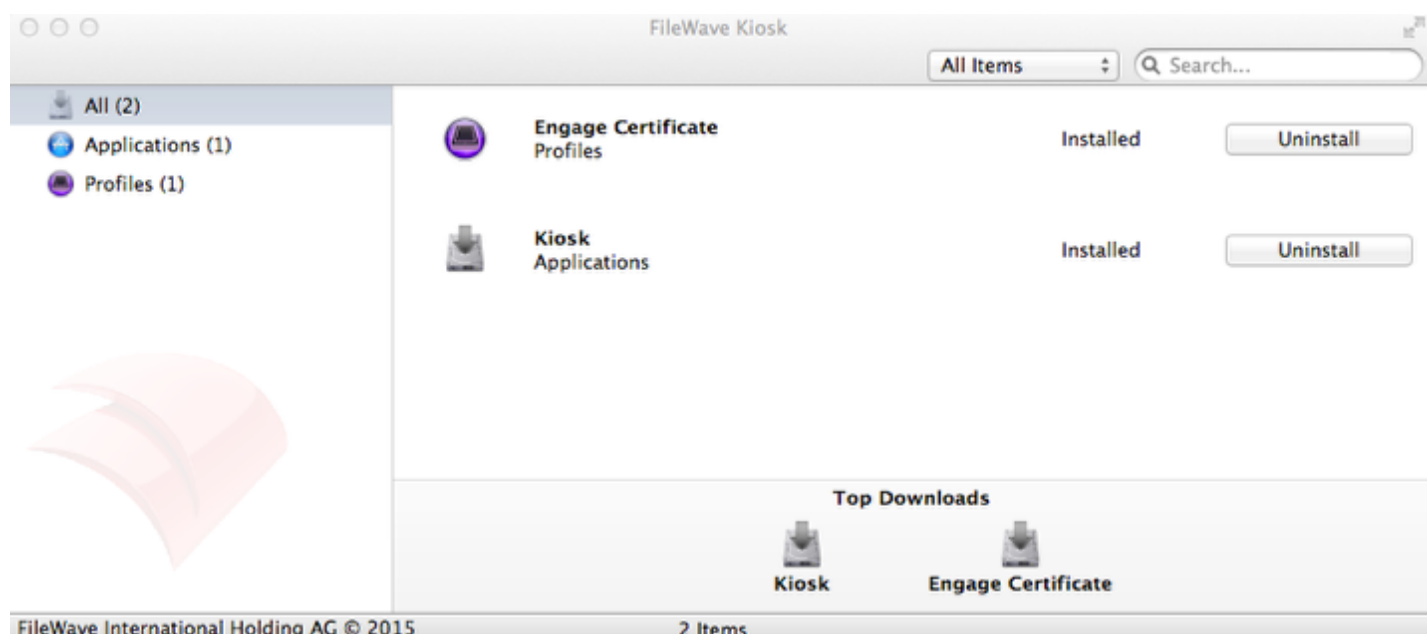 FileWave Kiosk
All Items
Search...
All (2)
Applications (1)
Profiles (1)
Engage Certificate
Profiles
Installed
Uninstall
Kiosk
Applications
Installed
Uninstall
Top Downloads
Kiosk
Engage Certificate
FileWave International Holding AG © 2015
2 Items